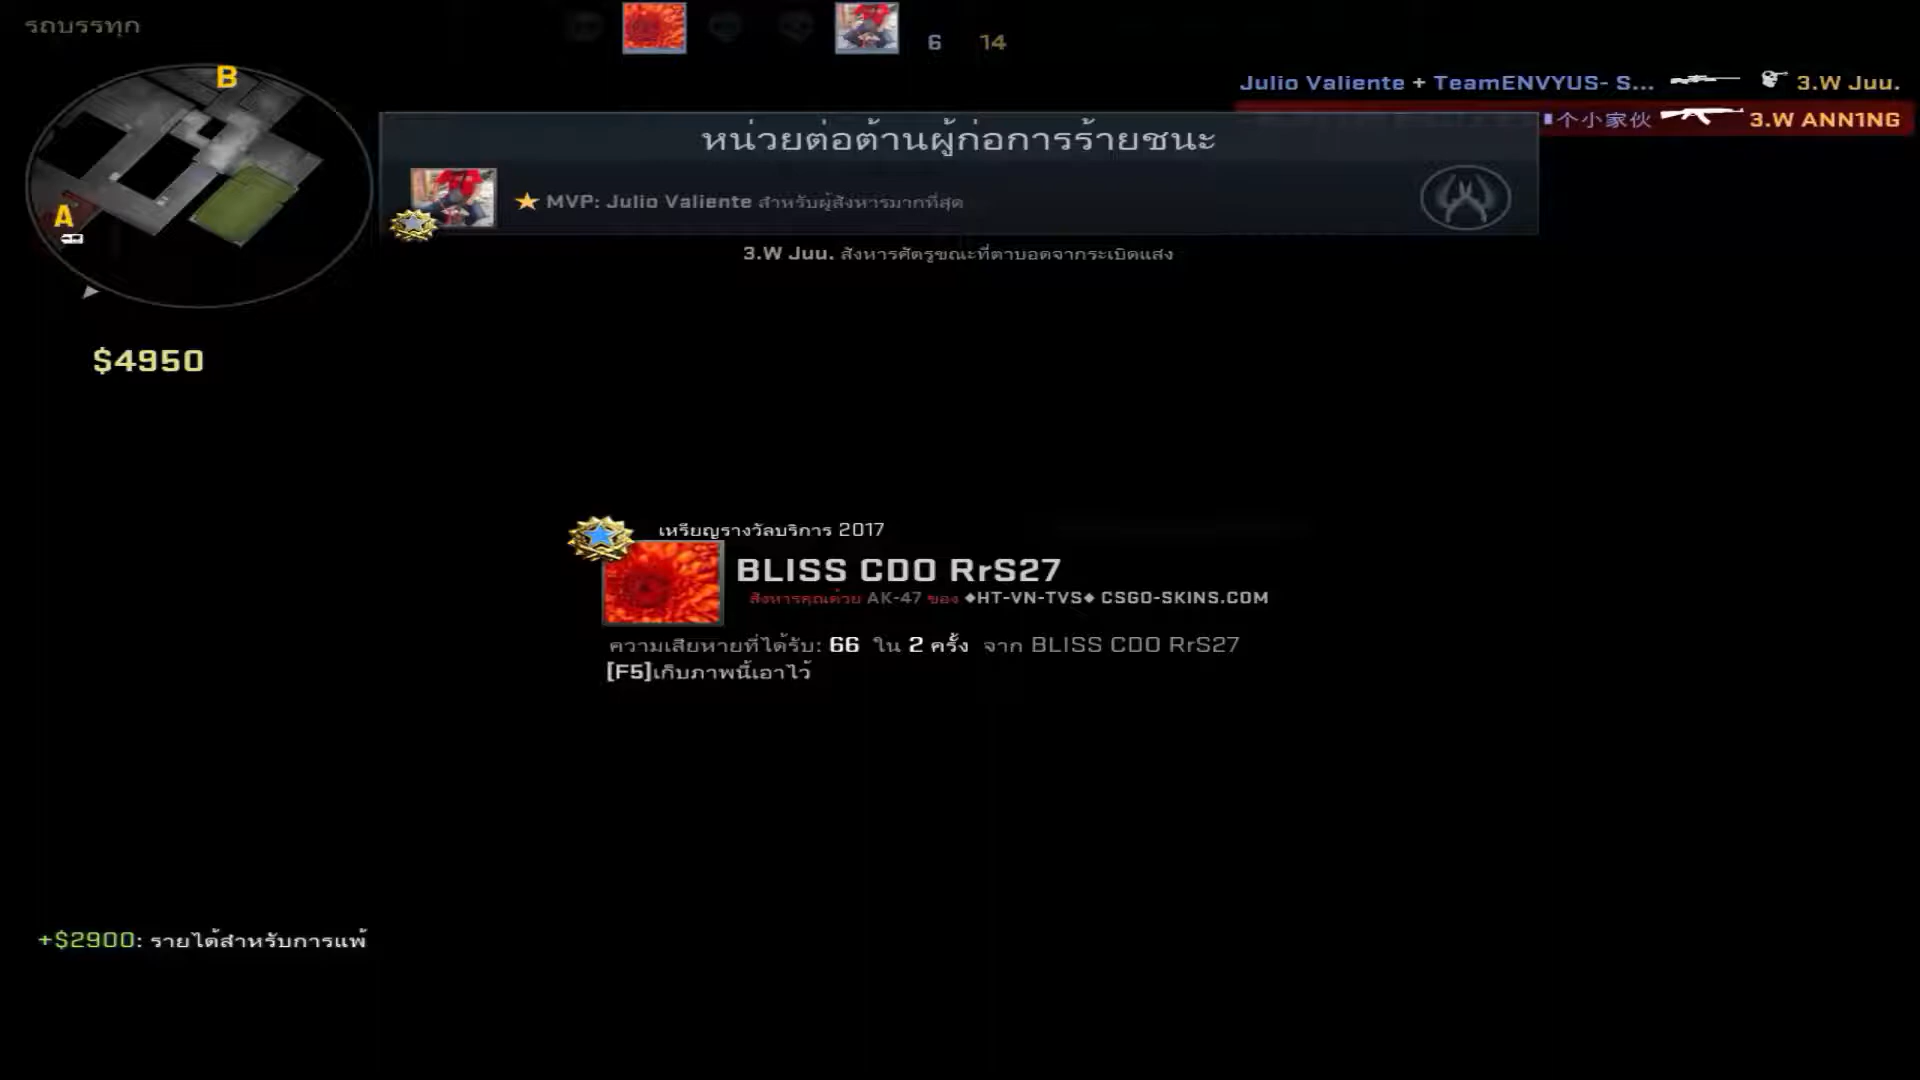 รถบรรทุก
B
A
6 14
Julio Valiente + TeamENVYUS- S... 3.W Juu.
个小家伙 3.W ANN1NG
หน่วยต่อต้านผู้ก่อการร้ายชนะ
MVP: Julio Valiente สำหรับผู้สังหารมากที่สุด
3.W Juu. สังหารศัตรูขณะที่ตาบอดจากระเบิดแสง
$4950
เหรียญรางวัลบริการ 2017
BLISS CDO RrS27
สังหารคุณด้วย AK-47 ของ ◆HT-VN-TVS◆ CSGO-SKINS.COM
ความเสียหายที่ได้รับ: 66 ใน 2 ครั้ง จาก BLISS CDO RrS27
[F5]เก็บภาพนี้เอาไว้
+$2900: รายได้สำหรับการแพ้